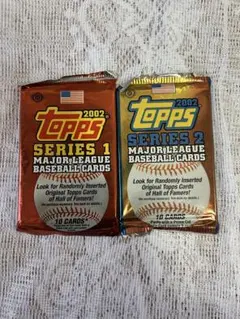 2002
TOPPS
SERIES 1
MAJOR LEAGUE
BASEBALL CARDS
Look for Randomly Inserted
Original Topps Cards
of Hall of Famers!
10 CARDS
2002
TOPPS
SERIES 2
MAJOR LEAGUE
BASEBALL CARDS
Look for Randomly Inserted
Original Topps Cards
of Hall of Famers!
10 CARDS